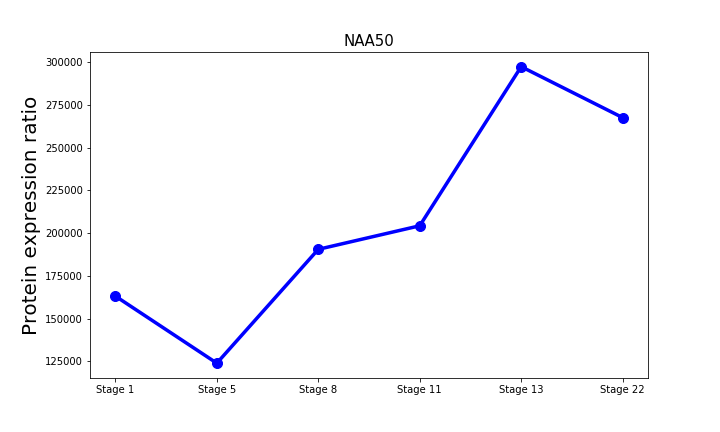 NAA50
Protein expression ratio
300000
275000
250000
225000
200000
175000
150000
125000
Stage 1 Stage 5 Stage 8 Stage 11 Stage 13 Stage 22